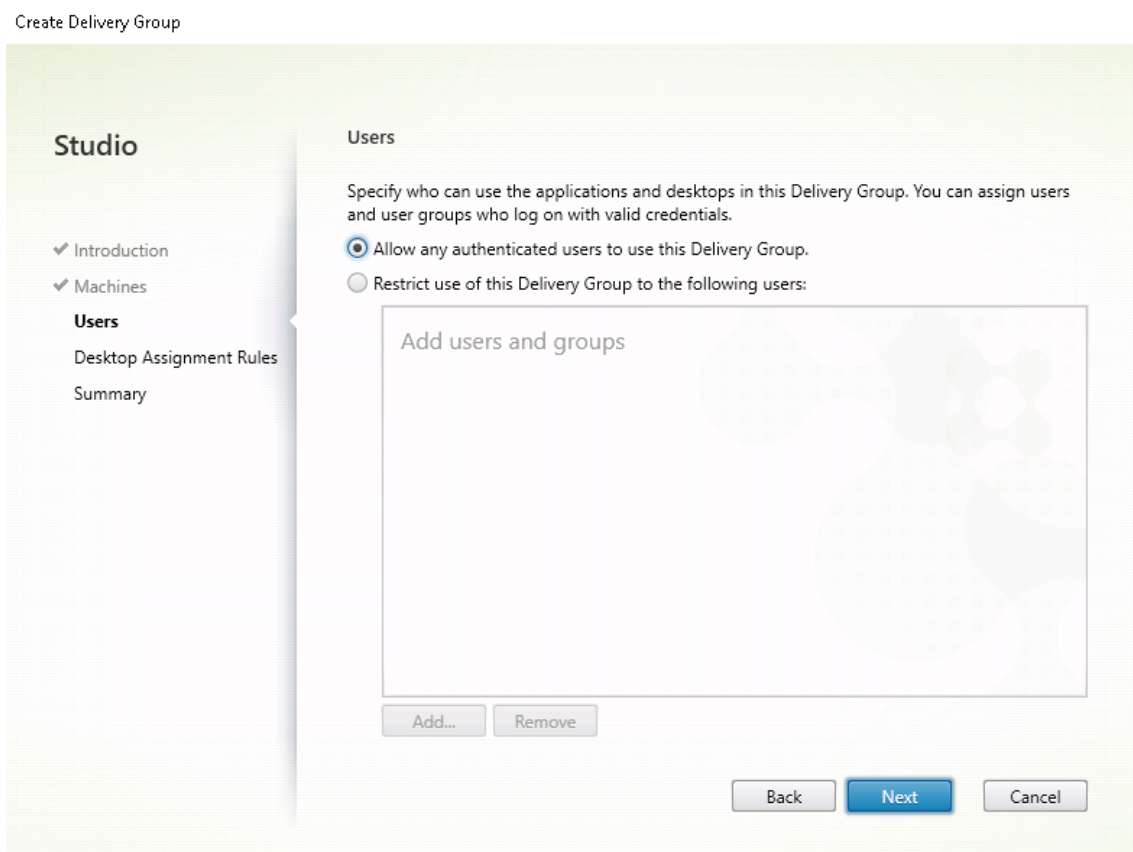 Create Delivery Group
Studio
Introduction
Machines
Users
Desktop Assignment Rules
Summary
Users
Specify who can use the applications and desktops in this Delivery Group. You can assign users
and user groups who log on with valid credentials.
Allow any authenticated users to use this Delivery Group.
Restrict use of this Delivery Group to the following users:
Add users and groups
Add...
Remove
Back
Next
Cancel